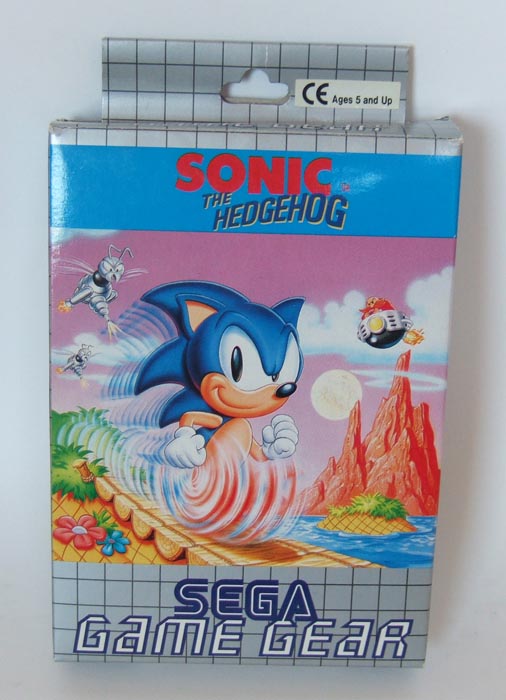 CE Ages 5 and Up
SONIC
THE
HEDGEHOG
SEGA
GAME GEAR